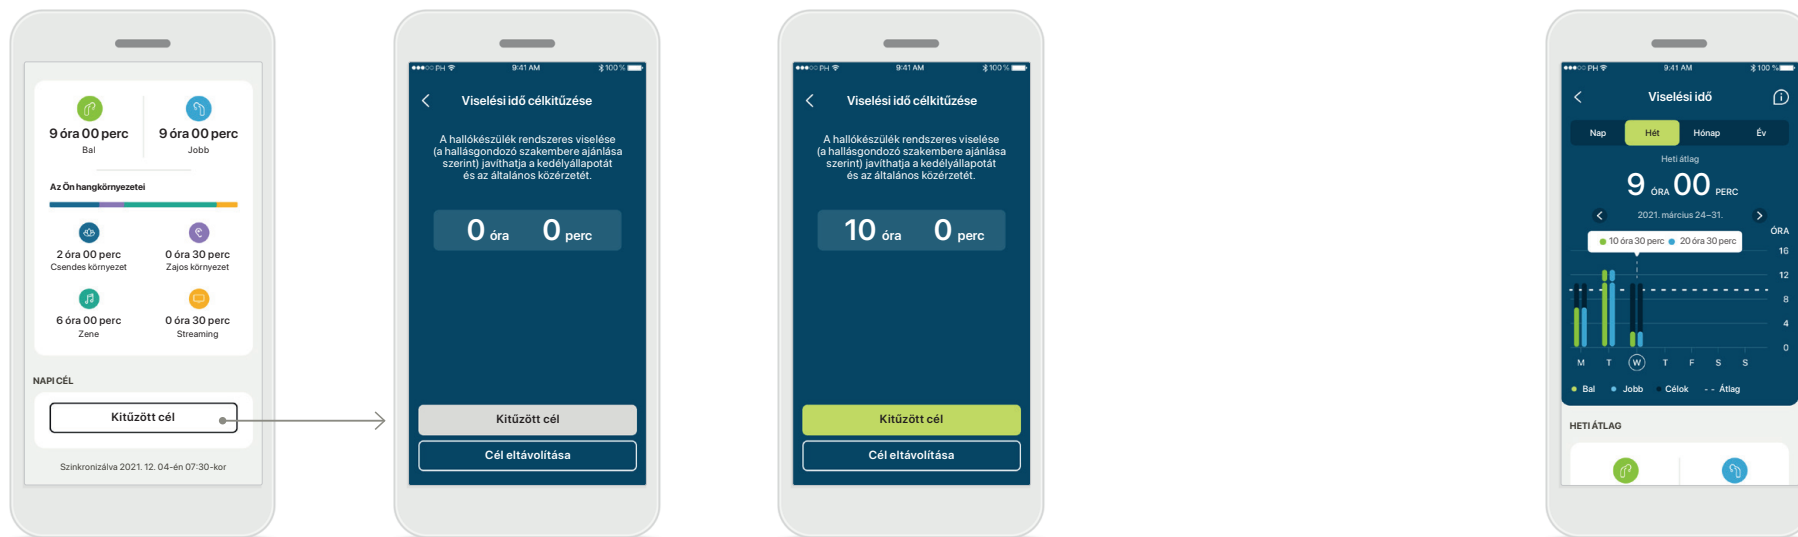 9 óra 00 perc
Bal
9 óra 00 perc
Jobb
Az Ön hangkörnyezetei
2 óra 00 perc
Csendes környezet
0 óra 30 perc
Zajos környezet
6 óra 00 perc
Zene
0 óra 30 perc
Streaming
NAPI CÉL
Kitűzött cél
Szinkronizálva 2021. 12. 04-én 07:30-kor
PH 9:41 AM 100 %
Viselési idő célkitűzése
A hallókészülék rendszeres viselése
(a hallásgondozó szakembere ajánlása
szerint) javíthatja a kedélyállapotát
és az általános közérzetét.
0 óra 0 perc
Kitűzött cél
Cél eltávolítása
PH 9:41 AM 100 %
Viselési idő célkitűzése
A hallókészülék rendszeres viselése
(a hallásgondozó szakembere ajánlása
szerint) javíthatja a kedélyállapotát
és az általános közérzetét.
10 óra 0 perc
Kitűzött cél
Cél eltávolítása
PH 9:41 AM 100 %
Viselési idő
Nap Hét Hónap Év
Heti átlag
9 ÓRA 00 PERC
2021. március 24–31.
ÓRA
10 óra 30 perc 20 óra 30 perc
16
12
8
4
0
M T W T F S S
Bal Jobb Célok - - Átlag
HETI ÁTLAG